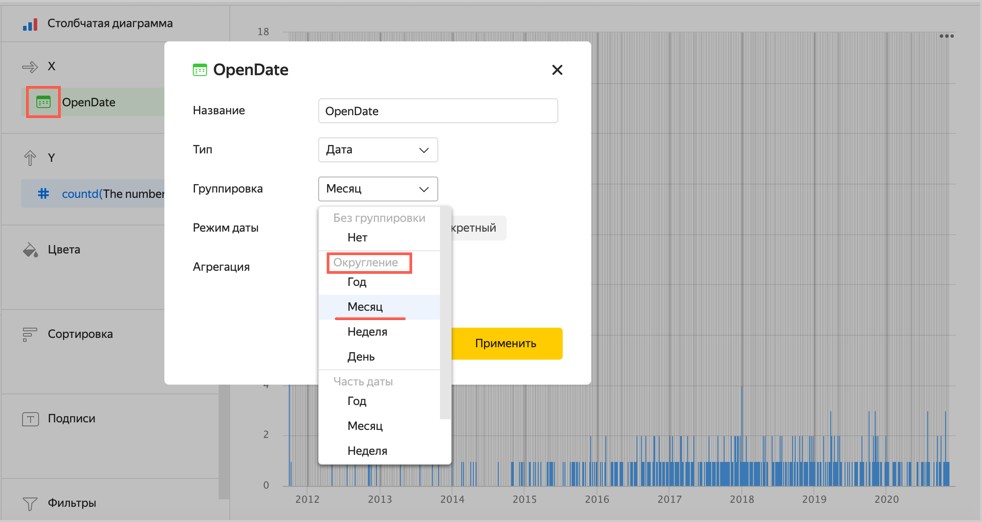 Столбчатая диаграмма
X
OpenDate
Y
countd(The number
Цвета
Сортировка
Подписи
Фильтры
OpenDate
Название
OpenDate
Тип
Дата
Группировка
Месяц
Режим даты
кретный
Агрегация
Без группировки
Нет
Округление
Год
Месяц
Неделя
День
Часть даты
Год
Месяц
Неделя
Применить
18
4
2
0
2012 2013 2014 2015 2016 2017 2018 2019 2020